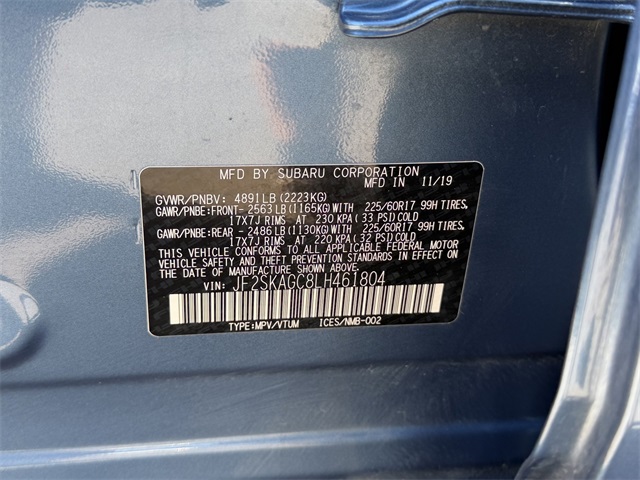 MFD BY SUBARU CORPORATION
MFD IN 11/19
GVWR/PNBV: 4891LB (2223KG)
GAWR/PNBE:FRONT- 2563 LB (1165KG) WITH 225/60R17 99H TIRES,
17X7J RIMS AT 230 KPA (33 PSI) COLD
GAWR/PNBE:REAR - 2486 LB (1130KG) WITH 225/60R17 99H TIRES,
17X7J RIMS AT 220 KPA (32 PSI) COLD
THIS VEHICLE CONFORMS TO ALL APPLICABLE FEDERAL MOTOR
VEHICLE SAFETY AND THEFT PREVENTION STANDARDS IN EFFECT ON
THE DATE OF MANUFACTURE SHOWN ABOVE.
VIN: JF2SKAGC8LH461804
TYPE:MPV/VTUM ICES/NMB-002